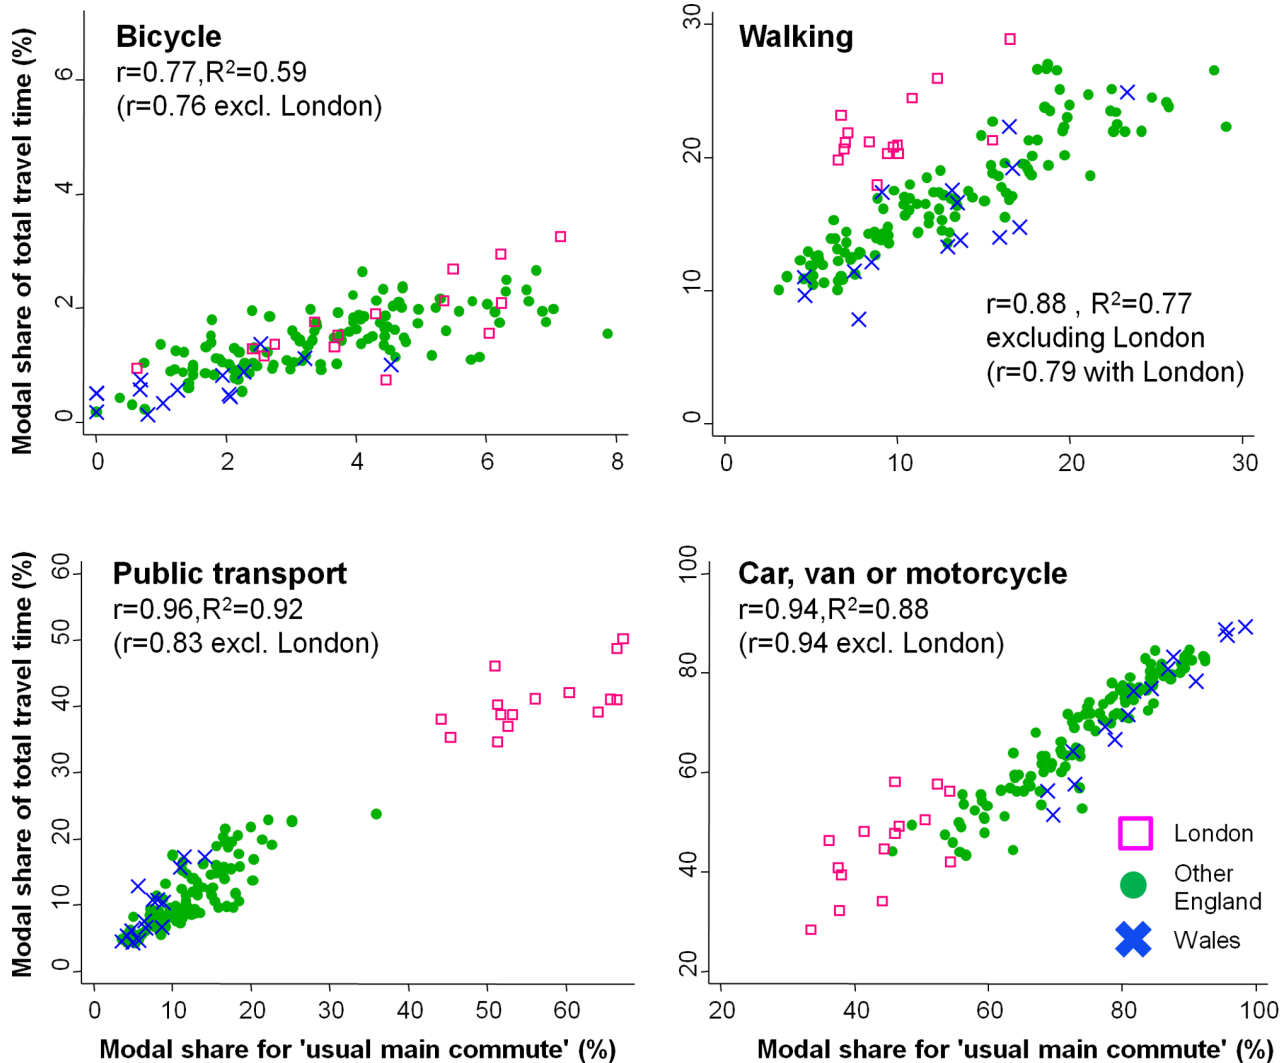 Bicycle
r=0.77,R²=0.59
(r=0.76 excl. London)
Modal share of total travel time (%)
6
4
2
0
0 2 4 6 8
Walking
30
20
10
0
r=0.88 , R²=0.77
excluding London
(r=0.79 with London)
0 10 20 30
Public transport
r=0.96,R²=0.92
(r=0.83 excl. London)
Modal share of total travel time (%)
60
50
40
30
20
10
0
0 10 20 30 40 50 60
Modal share for 'usual main commute' (%)
Car, van or motorcycle
r=0.94,R²=0.88
(r=0.94 excl. London)
100
80
60
40
20
London
Other
England
Wales
20 40 60 80 100
Modal share for 'usual main commute' (%)